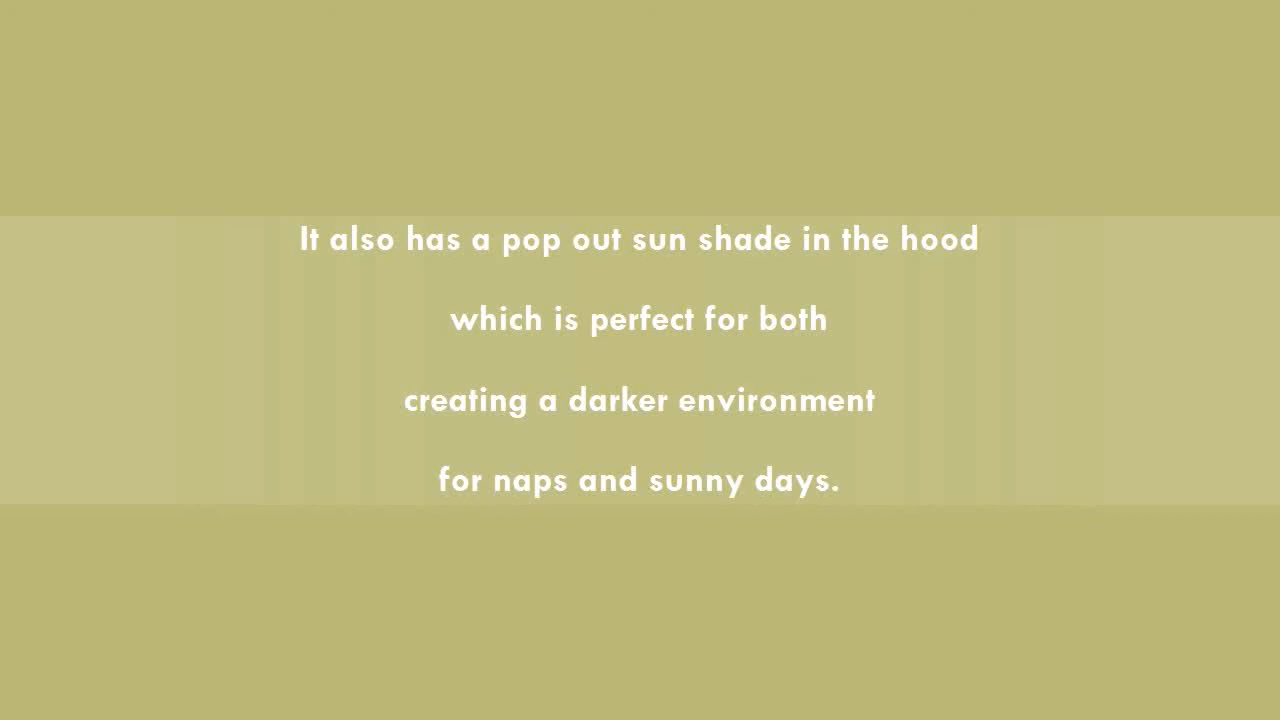 It also has a pop out sun shade in the hood
which is perfect for both
creating a darker environment
for naps and sunny days.